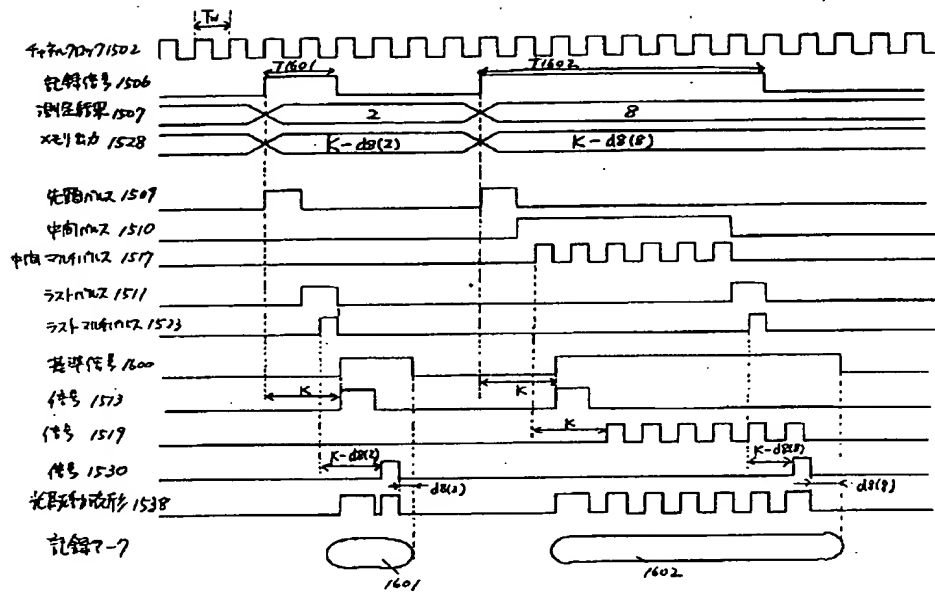 Tw
チャネルクロック1502
T1601
T1602
記録信号1506
測定結果1507
2
8
メモリ出力1528
K-d8(2)
K-d8(8)
先頭パルス1509
中間パルス1510
中間マルチパルス1517
ラストパルス1511
ラストマルチパルス1523
基準信号1600
K
K
信号1513
K
信号1519
K-d8(2)
K-d8(8)
信号1530
d8(2)
d8(8)
光駆動波形1538
記録マーク
1601
1602